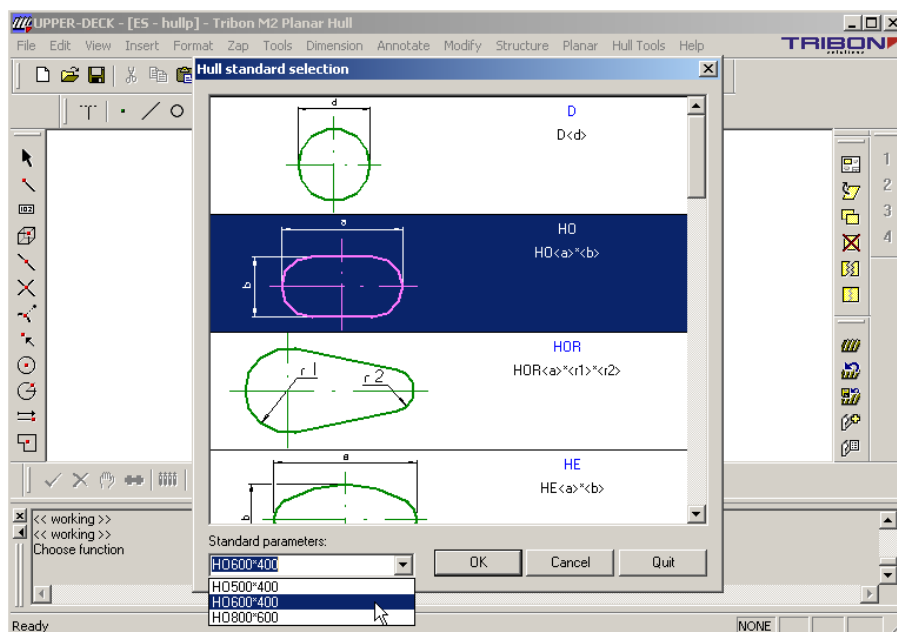 UPPER-DECK - [ES - hullp] - Tribon M2 Planar Hull
File Edit View Insert Format Zap Tools Dimension Annotate Modify Structure Planar Hull Tools Help
TRIBON
solutions
Hull standard selection
d
D
D<d>
a
b
HO
HO<a>*<b>
r1
r2
HOR
HOR<a>*<r1>*<r2>
a
b
HE
HE<a>*<b>
1
2
3
4
<< working >>
<< working >>
Choose function
Standard parameters:
HO600*400
OK Cancel Quit
HO500*400
HO600*400
HO800*600
Ready
NONE